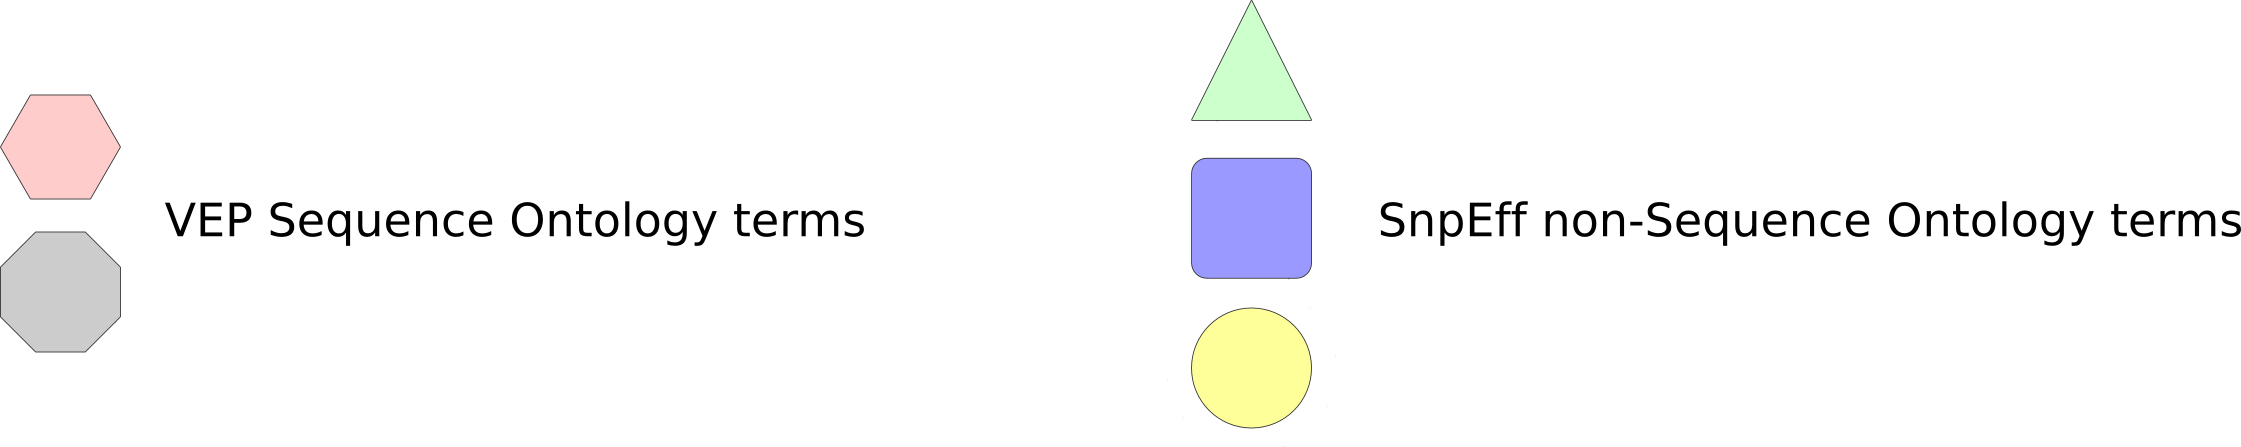 VEP Sequence Ontology terms
SnpEff non-Sequence Ontology terms